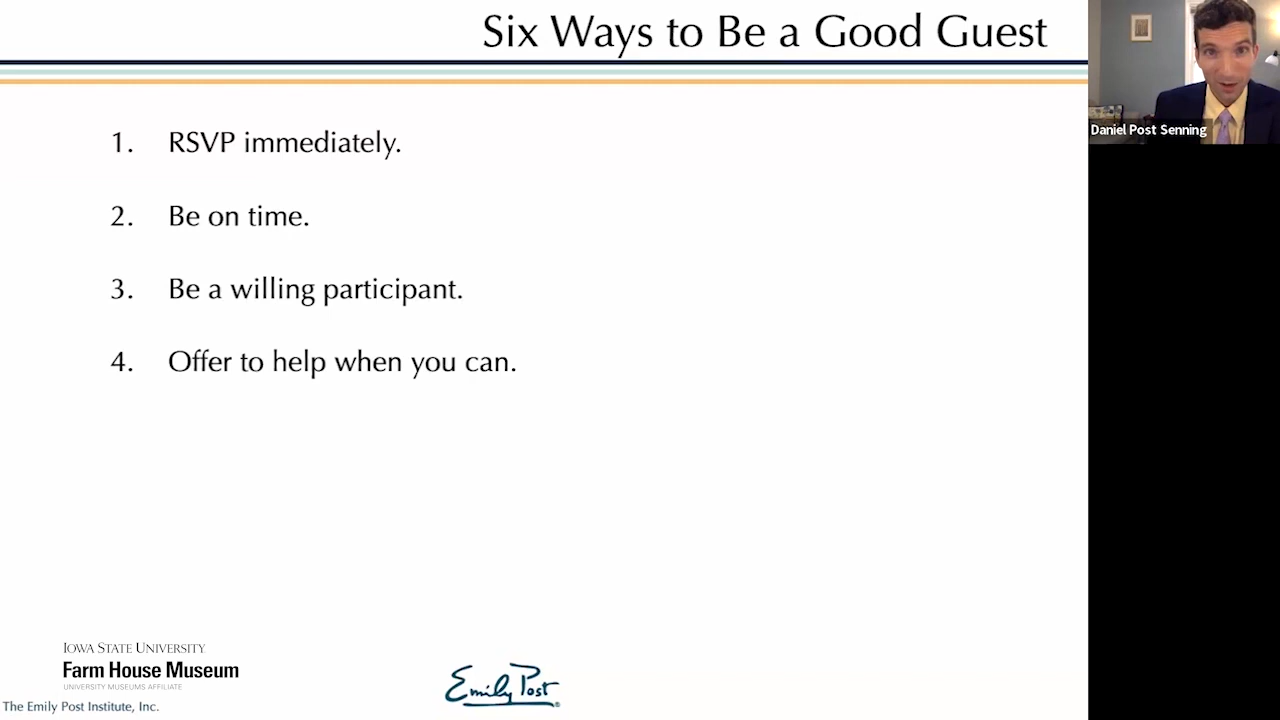 Six Ways to Be a Good Guest
Daniel Post Senning
1. RSVP immediately.
2. Be on time.
3. Be a willing participant.
4. Offer to help when you can.
IOWA STATE UNIVERSITY
Farm House Museum
UNIVERSITY MUSEUMS AFFILIATE
Emily Post®
The Emily Post Institute, Inc.